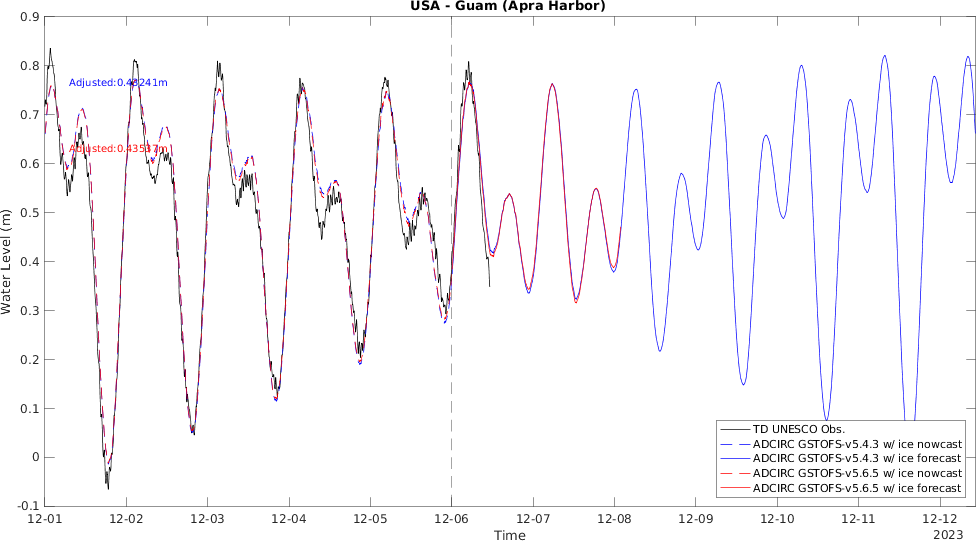 USA - Guam (Apra Harbor)
0.9
0.8
0.7
0.6
0.5
0.4
0.3
0.2
0.1
0
-0.1
Water Level (m)
Adjusted:0.43241m
Adjusted:0.43517m
TD UNESCO Obs.
ADCIRC GSTOFS-v5.4.3 w/ ice nowcast
ADCIRC GSTOFS-v5.4.3 w/ ice forecast
ADCIRC GSTOFS-v5.6.5 w/ ice nowcast
ADCIRC GSTOFS-v5.6.5 w/ ice forecast
12-01 12-02 12-03 12-04 12-05 12-06 12-07 12-08 12-09 12-10 12-11 12-12
2023
Time